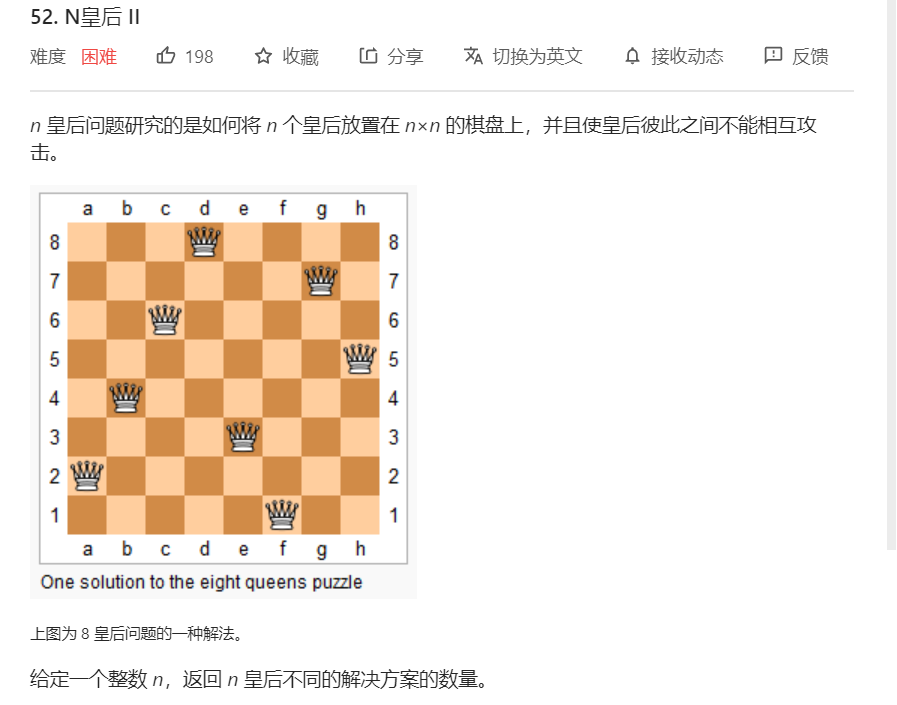 52. N皇后 II
难度 困难 198 收藏 分享 切换为英文 接收动态 反馈
n 皇后问题研究的是如何将 n 个皇后放置在 n×n 的棋盘上，并且使皇后彼此之间不能相互攻
击。
a b c d e f g h
8 8
7 7
6 6
5 5
4 4
3 3
2 2
1 1
a b c d e f g h
One solution to the eight queens puzzle
上图为 8 皇后问题的一种解法。
给定一个整数 n，返回 n 皇后不同的解决方案的数量。